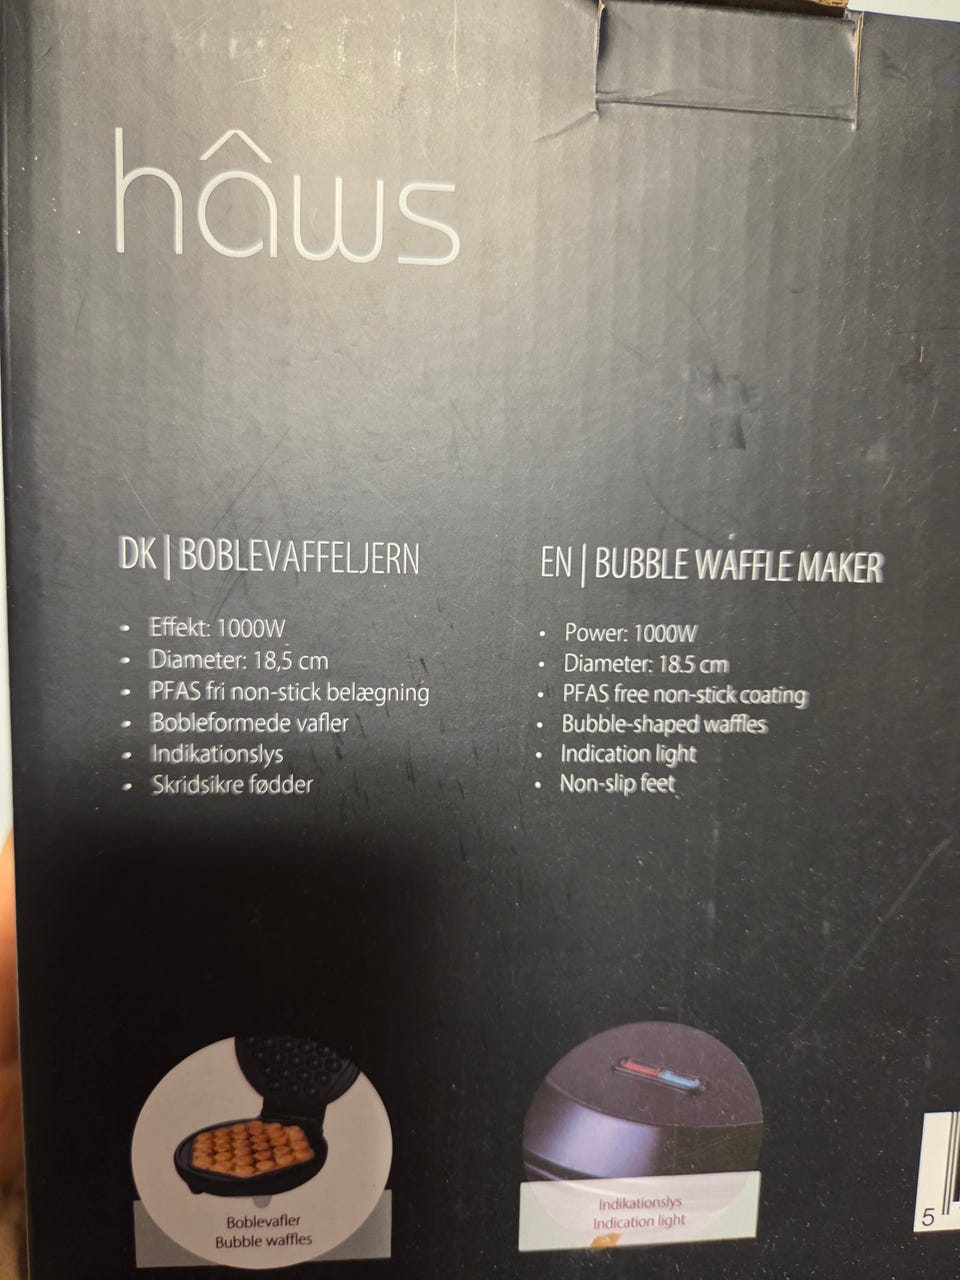 hâws
DK | BOBLEVAFFELJERN
• Effekt: 1000W
• Diameter: 18,5 cm
• PFAS fri non-stick belægning
• Bobleformede vafler
• Indikationslys
• Skridsikre fødder
EN | BUBBLE WAFFLE MAKER
• Power: 1000W
• Diameter: 18.5 cm
• PFAS free non-stick coating
• Bubble-shaped waffles
• Indication light
• Non-slip feet
Boblevafler
Bubble waffles
Indikationslys
Indication light
5